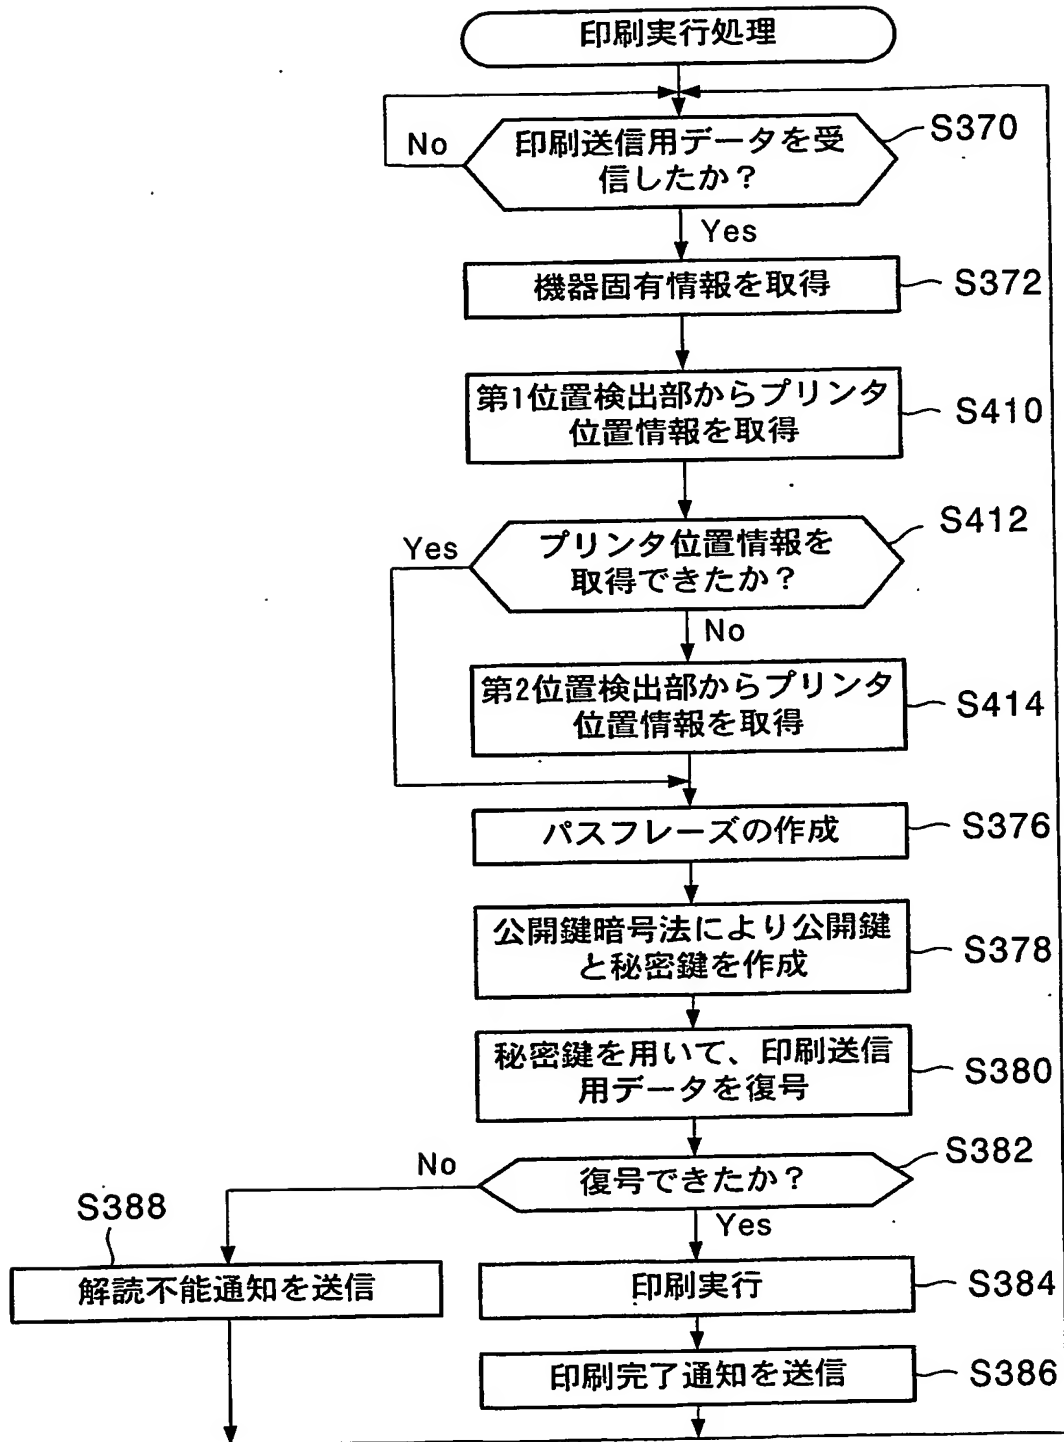 印刷実行処理
印刷送信用データを受
信したか？
S370
No
Yes
機器固有情報を取得
S372
第1位置検出部からプリンタ
位置情報を取得
S410
プリンタ位置情報を
取得できたか？
S412
Yes
No
第2位置検出部からプリンタ
位置情報を取得
S414
パスフレーズの作成
S376
公開鍵暗号法により公開鍵
と秘密鍵を作成
S378
秘密鍵を用いて、印刷送信
用データを復号
S380
復号できたか？
S382
No
Yes
S388
解読不能通知を送信
印刷実行
S384
印刷完了通知を送信
S386